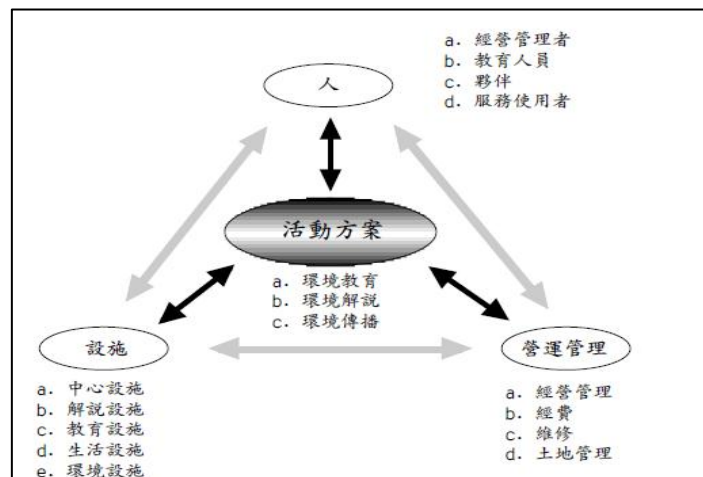 a. 經營管理者
b. 教育人員
c. 夥伴
d. 服務使用者
人
活動方案
a. 環境教育
b. 環境解説
c. 環境傳播
設施
a. 中心設施
b. 解説設施
c. 教育設施
d. 生活設施
e. 環境設施
營運管理
a. 經營管理
b. 經費
c. 維修
d. 土地管理